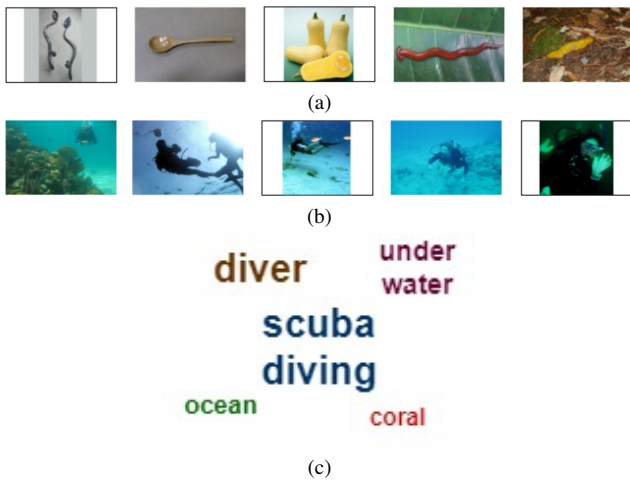 (a)
(b)
diver
under
water
scuba
diving
ocean
coral
(c)